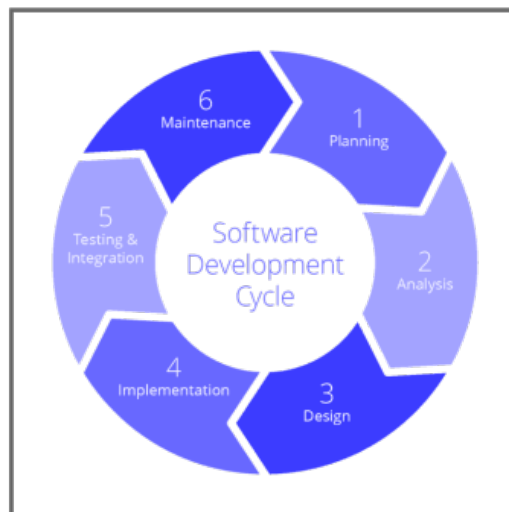 Software
Development
Cycle
1
Planning
2
Analysis
3
Design
4
Implementation
5
Testing &
Integration
6
Maintenance